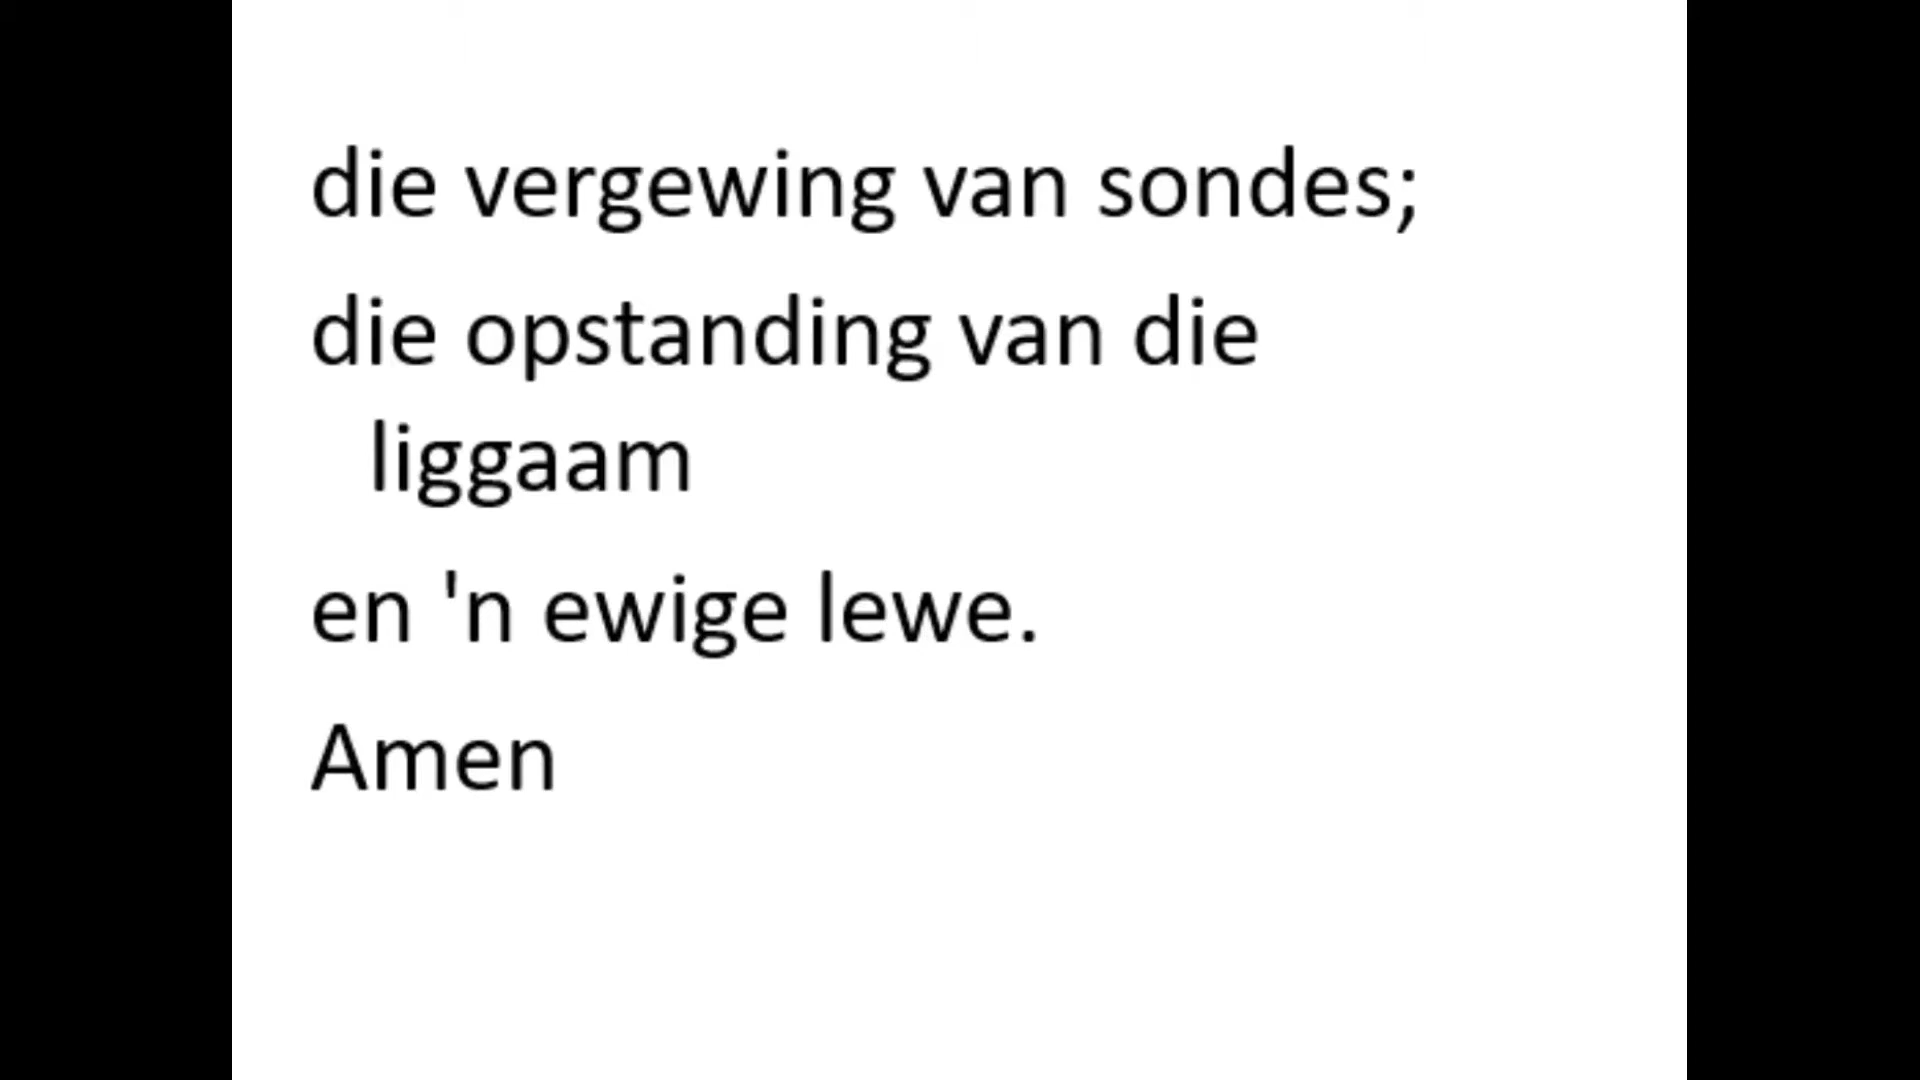 die vergewing van sondes;
die opstanding van die
liggaam
en 'n ewige lewe.
Amen